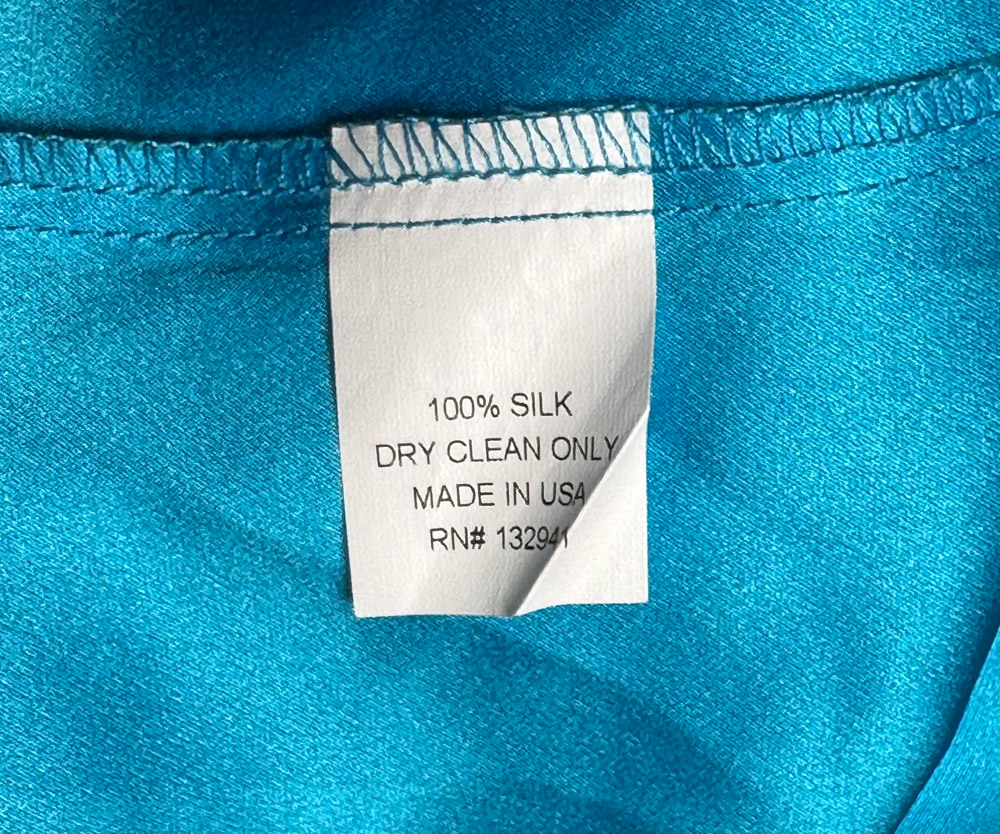 100% SILK
DRY CLEAN ONLY
MADE IN USA
RN# 132941